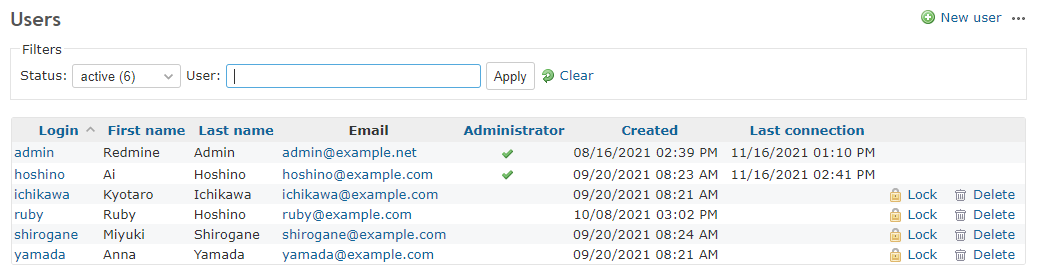 Users New user
Filters
Status: active (6) User: Apply Clear
Login First name Last name Email Administrator Created Last connection
admin Redmine Admin admin@example.net 08/16/2021 02:39 PM 11/16/2021 01:10 PM
hoshino Ai Hoshino hoshino@example.com 09/20/2021 08:23 AM 11/16/2021 02:41 PM
ichikawa Kyotaro Ichikawa ichikawa@example.com 09/20/2021 08:21 AM Lock Delete
ruby Ruby Hoshino ruby@example.com 10/08/2021 03:02 PM Lock Delete
shirogane Miyuki Shirogane shirogane@example.com 09/20/2021 08:24 AM Lock Delete
yamada Anna Yamada yamada@example.com 09/20/2021 08:21 AM Lock Delete